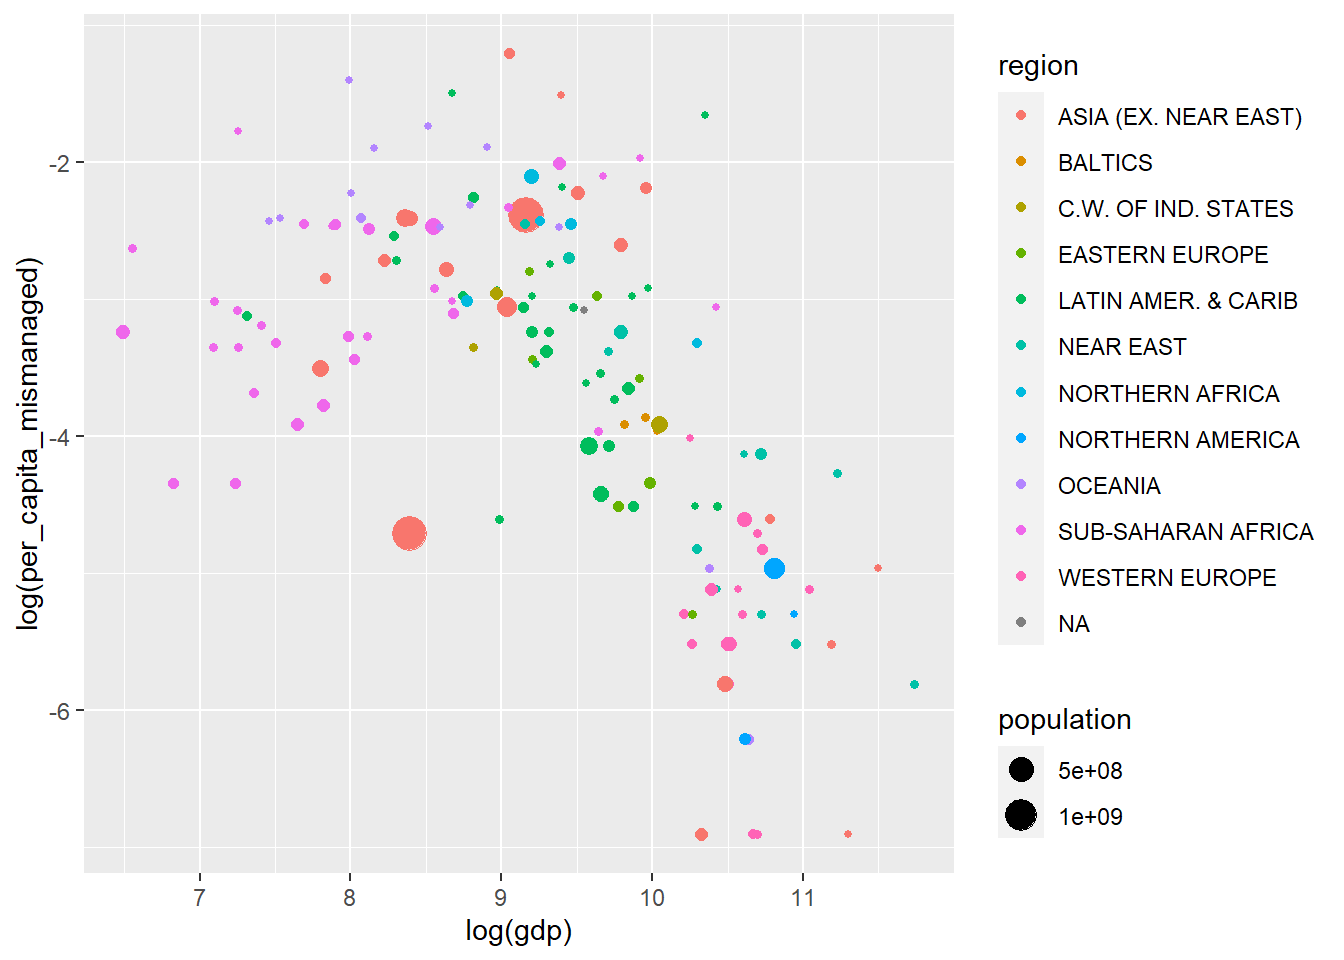 region
ASIA (EX. NEAR EAST)
BALTICS
C.W. OF IND. STATES
EASTERN EUROPE
LATIN AMER. & CARIB
NEAR EAST
NORTHERN AFRICA
NORTHERN AMERICA
OCEANIA
SUB-SAHARAN AFRICA
WESTERN EUROPE
NA
population
5e+08
1e+09
log(per_capita_mismanaged)
-2
-4
-6
7 8 9 10 11
log(gdp)